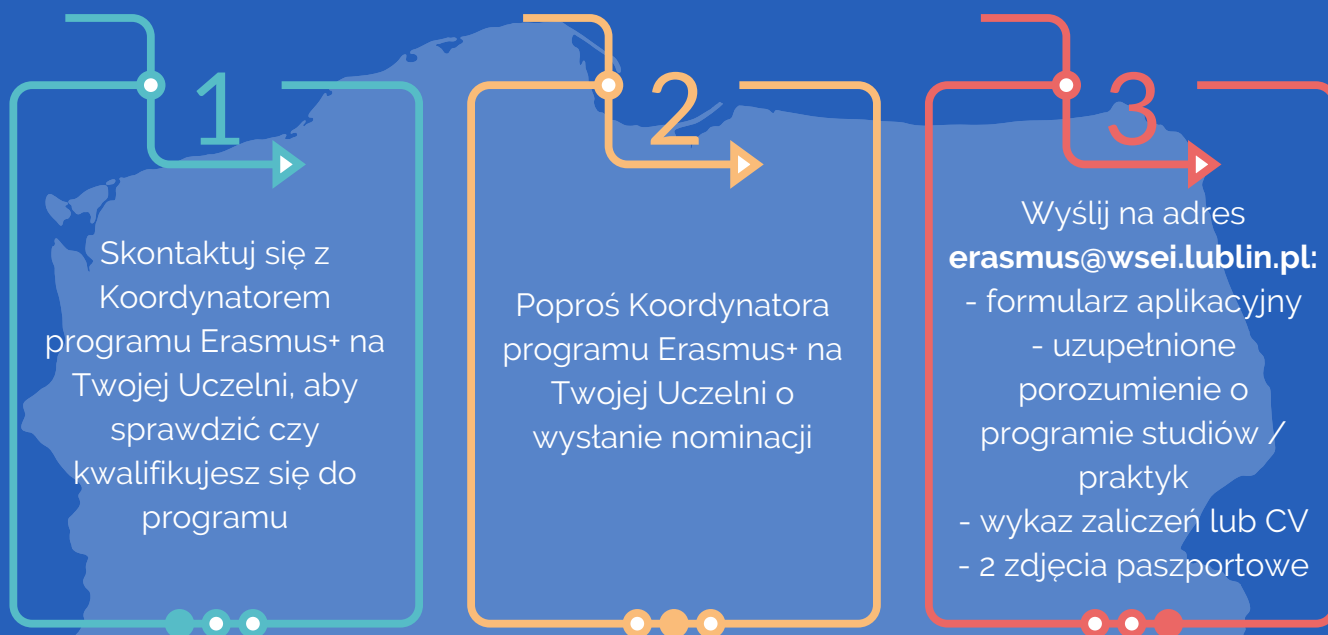 1
Skontaktuj się z
Koordynatorem
programu Erasmus+ na
Twojej Uczelni, aby
sprawdzić czy
kwalifikujesz się do
programu
2
Poproś Koordynatora
programu Erasmus+ na
Twojej Uczelni o
wysłanie nominacji
3
Wyślij na adres
erasmus@wsei.lublin.pl:
- formularz aplikacyjny
- uzupełnione
porozumienie o
programie studiów /
praktyk
- wykaz zaliczeń lub CV
- 2 zdjęcia paszportowe